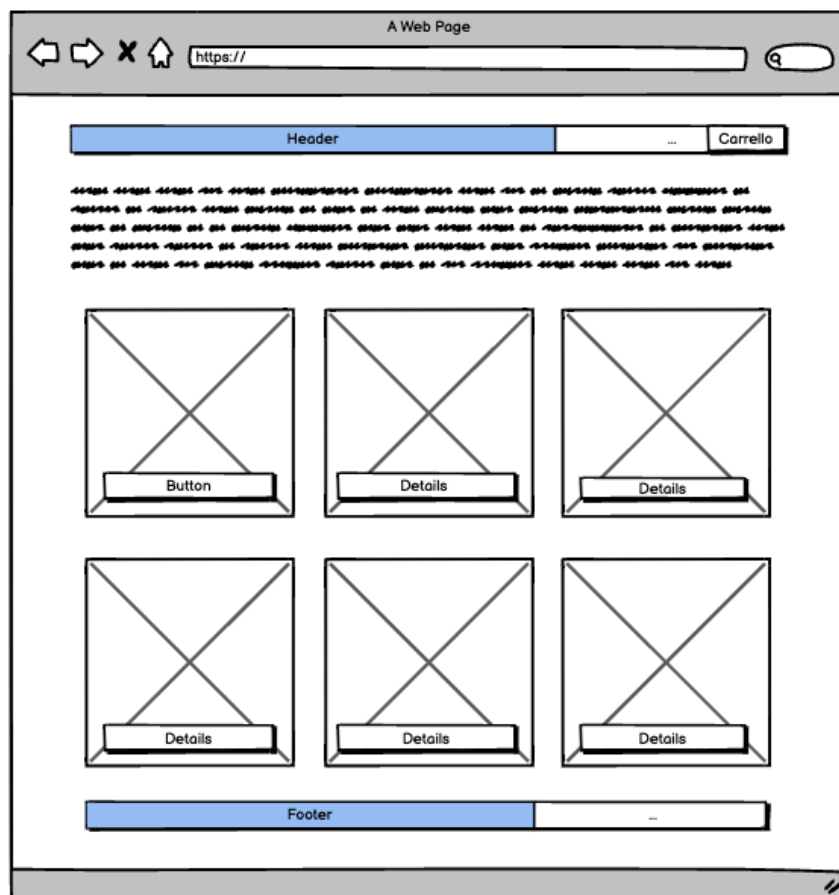 A Web Page
https://
Header ... Carrello
Button Details Details
Details Details Details
Footer ...